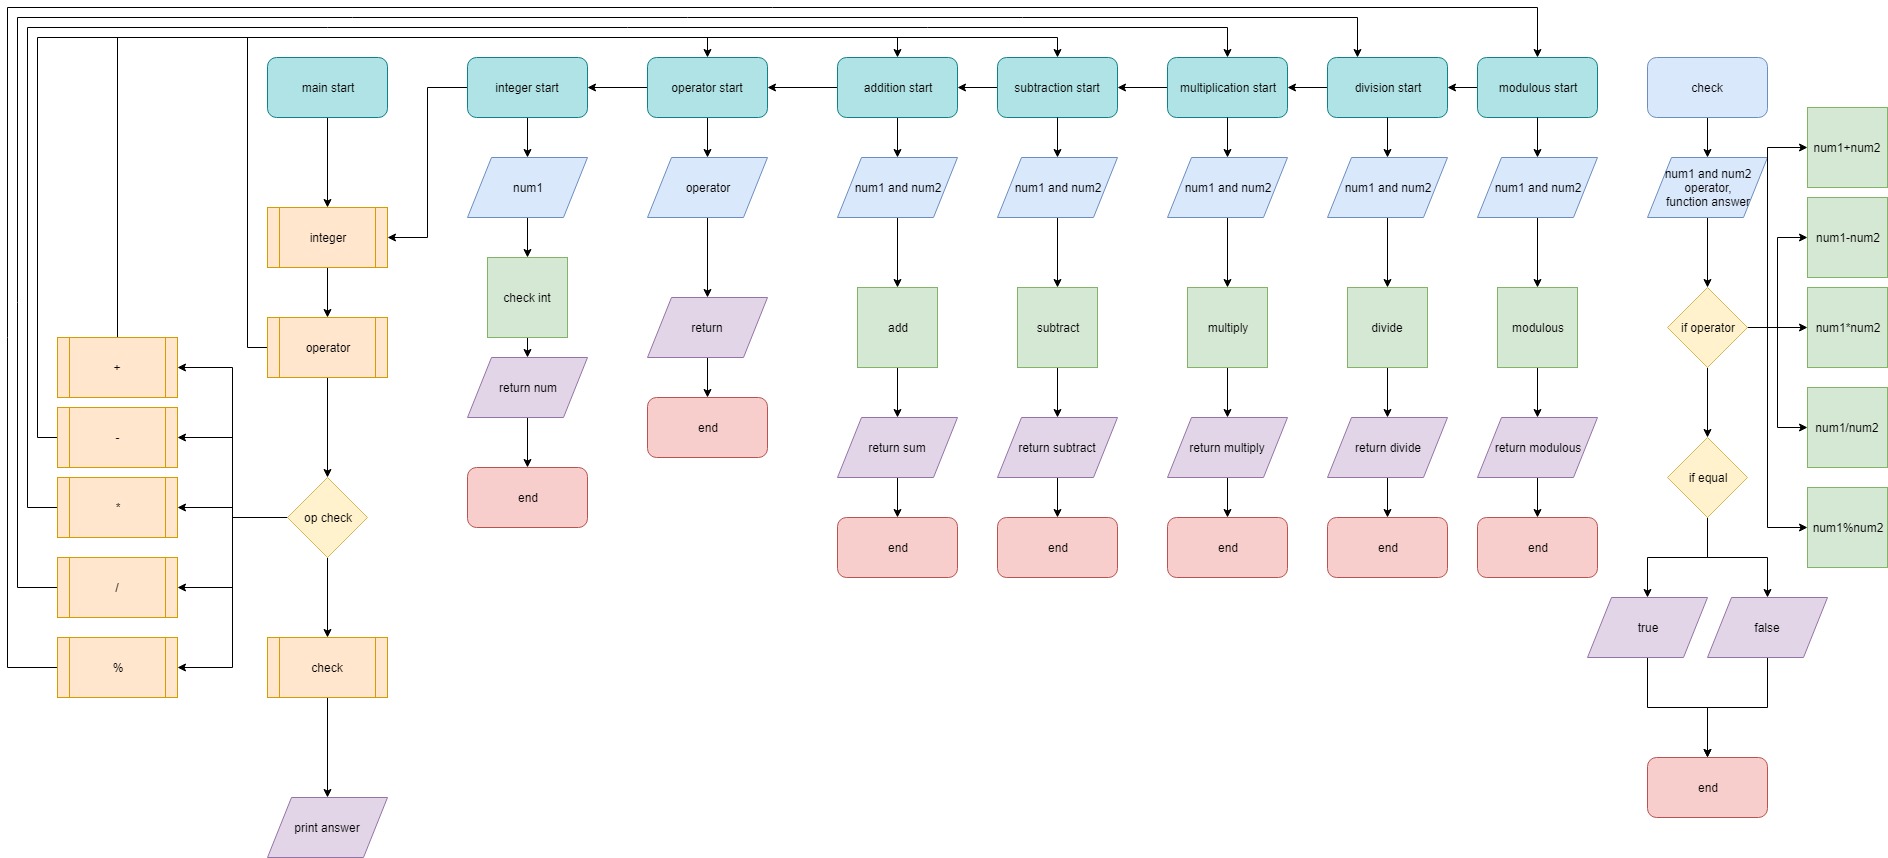 main start
integer start
operator start
addition start
subtraction start
multiplication start
division start
modulous start
check
num1+num2
num1
operator
num1 and num2
num1 and num2
num1 and num2
num1 and num2
num1 and num2
num1 and num2
operator,
function answer
integer
num1-num2
check int
operator
return
add
subtract
multiply
divide
modulous
if operator
num1*num2
+
return num
-
end
return sum
return subtract
return multiply
return divide
return modulous
num1/num2
if equal
*
op check
end
end
end
end
end
end
num1%num2
/
true
false
%
check
end
print answer